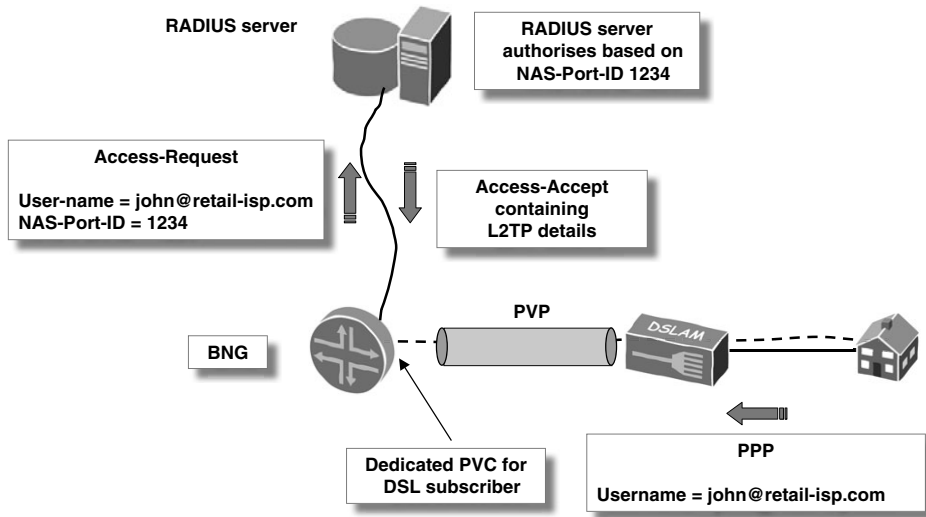 RADIUS server
RADIUS server
authorises based on
NAS-Port-ID 1234
Access-Request
User-name = john@retail-isp.com
NAS-Port-ID = 1234
Access-Accept
containing
L2TP details
PVP
DSLAM
BNG
Dedicated PVC for
DSL subscriber
PPP
Username = john@retail-isp.com